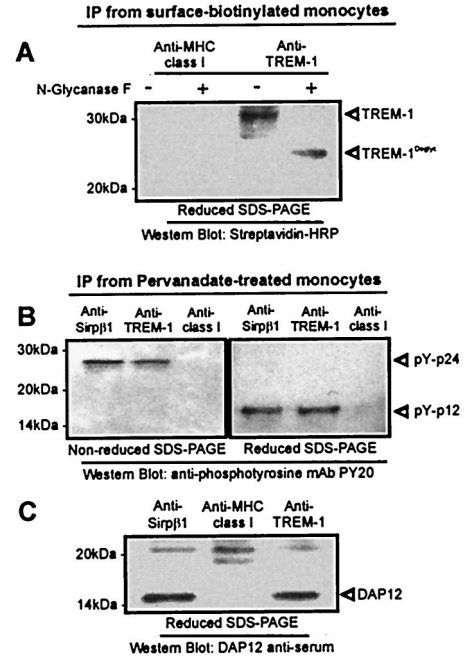 IP from surface-biotinylated monocytes
A
Anti-MHC class I
Anti-TREM-1
N-Glycanase F - + - +
30kDa
TREM-1
TREM-1Deglyc
20kDa
Reduced SDS-PAGE
Western Blot: Streptavidin-HRP
IP from Pervanadate-treated monocytes
B
Anti-Sirpβ1 Anti-TREM-1 Anti-class I Anti-Sirpβ1 Anti-TREM-1 Anti-class I
30kDa
pY-p24
20kDa
pY-p12
14kDa
Non-reduced SDS-PAGE Reduced SDS-PAGE
Western Blot: anti-phosphotyrosine mAb PY20
C
Anti-Sirpβ1 Anti-MHC class I Anti-TREM-1
20kDa
DAP12
14kDa
Reduced SDS-PAGE
Western Blot: DAP12 anti-serum